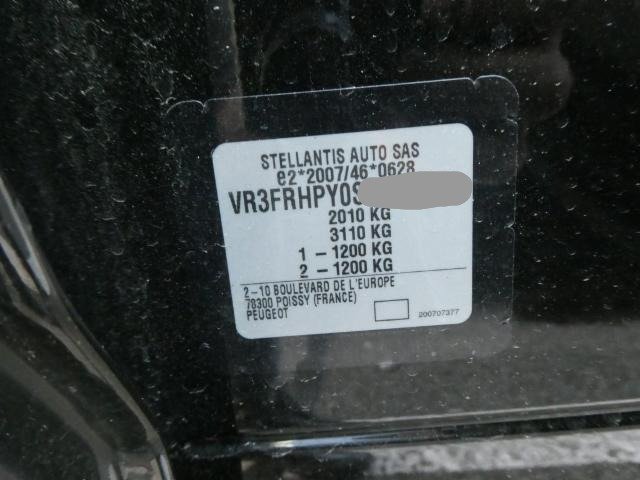 STELLANTIS AUTO SAS
e2*2007/46*0628
VR3FRHPY0S
2010 KG
3110 KG
1 – 1200 KG
2 – 1200 KG
2 – 10 BOULEVARD DE L'EUROPE
78300 POISSY (FRANCE)
PEUGEOT
200707377